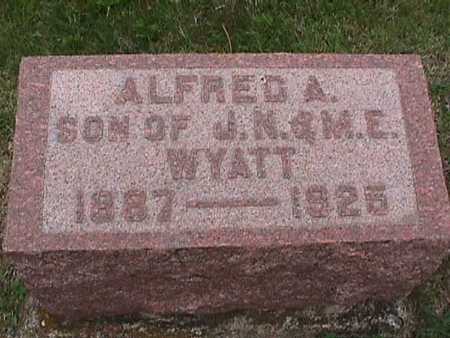 ALFRED A.
SON OF J.N. & M.E.
WYATT
1887 — 1925